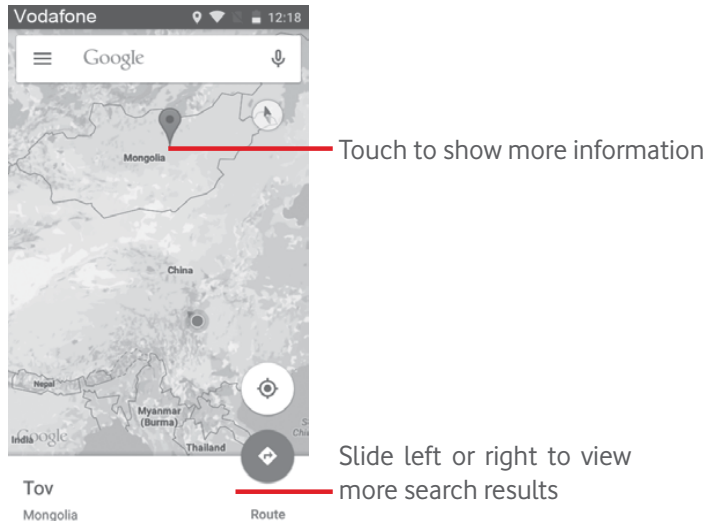 Vodafone 12:18
Google
Mongolia
Touch to show more information
China
Nepal
Myanmar
(Burma)
India
Google
Thailand
Slide left or right to view
more search results
Tov
Mongolia Route